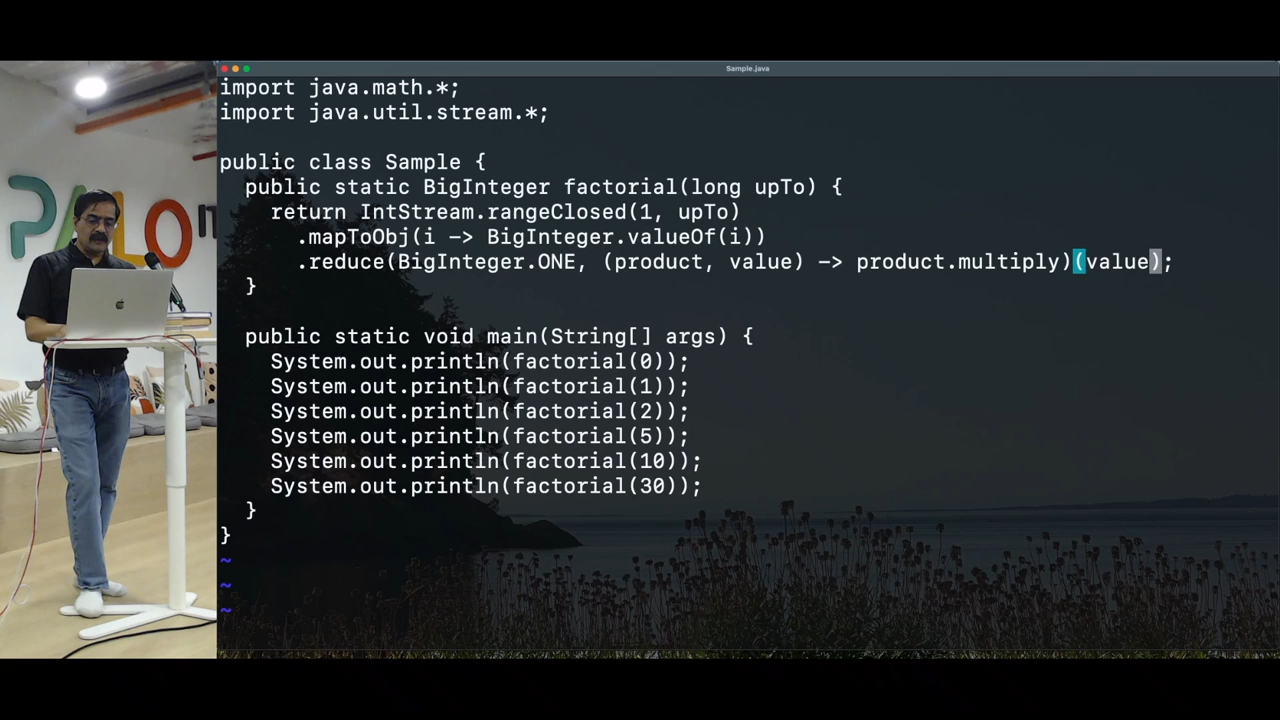 PALO IT
Sample.java
import java.math.*;
import java.util.stream.*;
public class Sample {
public static BigInteger factorial(long upTo) {
return IntStream.rangeClosed(1, upTo)
.mapToObj(i -> BigInteger.valueOf(i))
.reduce(BigInteger.ONE, (product, value) -> product.multiply)(value);
}
public static void main(String[] args) {
System.out.println(factorial(0));
System.out.println(factorial(1));
System.out.println(factorial(2));
System.out.println(factorial(5));
System.out.println(factorial(10));
System.out.println(factorial(30));
}
}
~
~
~